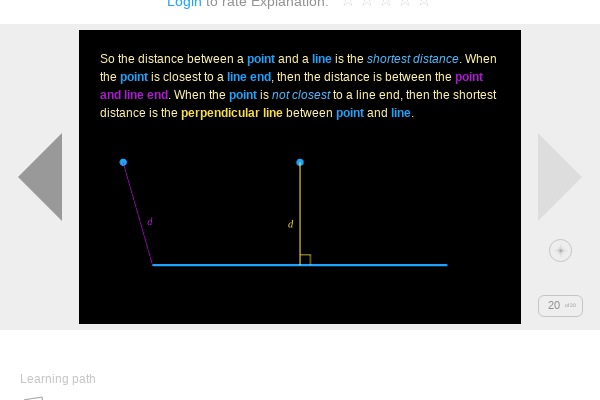 Login to rate Explanation.
So the distance between a point and a line is the shortest distance. When
the point is closest to a line end, then the distance is between the point
and line end. When the point is not closest to a line end, then the shortest
distance is the perpendicular line between point and line.
d
d
20 of 20
Learning path